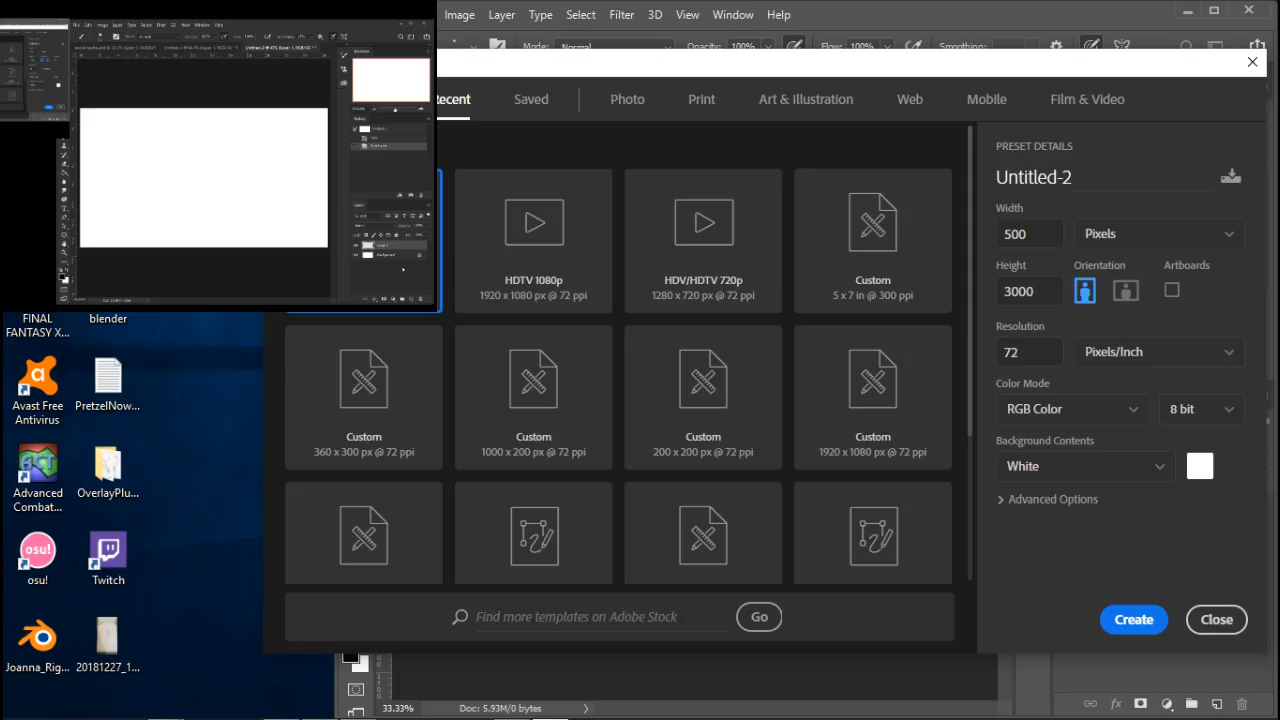 Image Layer Type Select Filter 3D View Window Help
Mode: Normal Opacity: 100% Flow: 100% Smoothing:
Recent Saved Photo Print Art & Illustration Web Mobile Film & Video
PRESET DETAILS
Untitled-2
Width
500 Pixels
Height Orientation Artboards
3000
Resolution
72 Pixels/Inch
Color Mode
RGB Color 8 bit
Background Contents
White
Advanced Options
Create Close
HDTV 1080p
1920 x 1080 px @ 72 ppi
HDV/HDTV 720p
1280 x 720 px @ 72 ppi
Custom
5 x 7 in @ 300 ppi
Custom
360 x 300 px @ 72 ppi
Custom
1000 x 200 px @ 72 ppi
Custom
200 x 200 px @ 72 ppi
Custom
1920 x 1080 px @ 72 ppi
Find more templates on Adobe Stock Go
FINAL
FANTASY X...
blender
Avast Free
Antivirus
PretzelNow...
Advanced
Combat...
OverlayPlu...
osu!
osu!
Twitch
Joanna_Rig...
20181227_1...
33.33% Doc: 5.93M/0 bytes